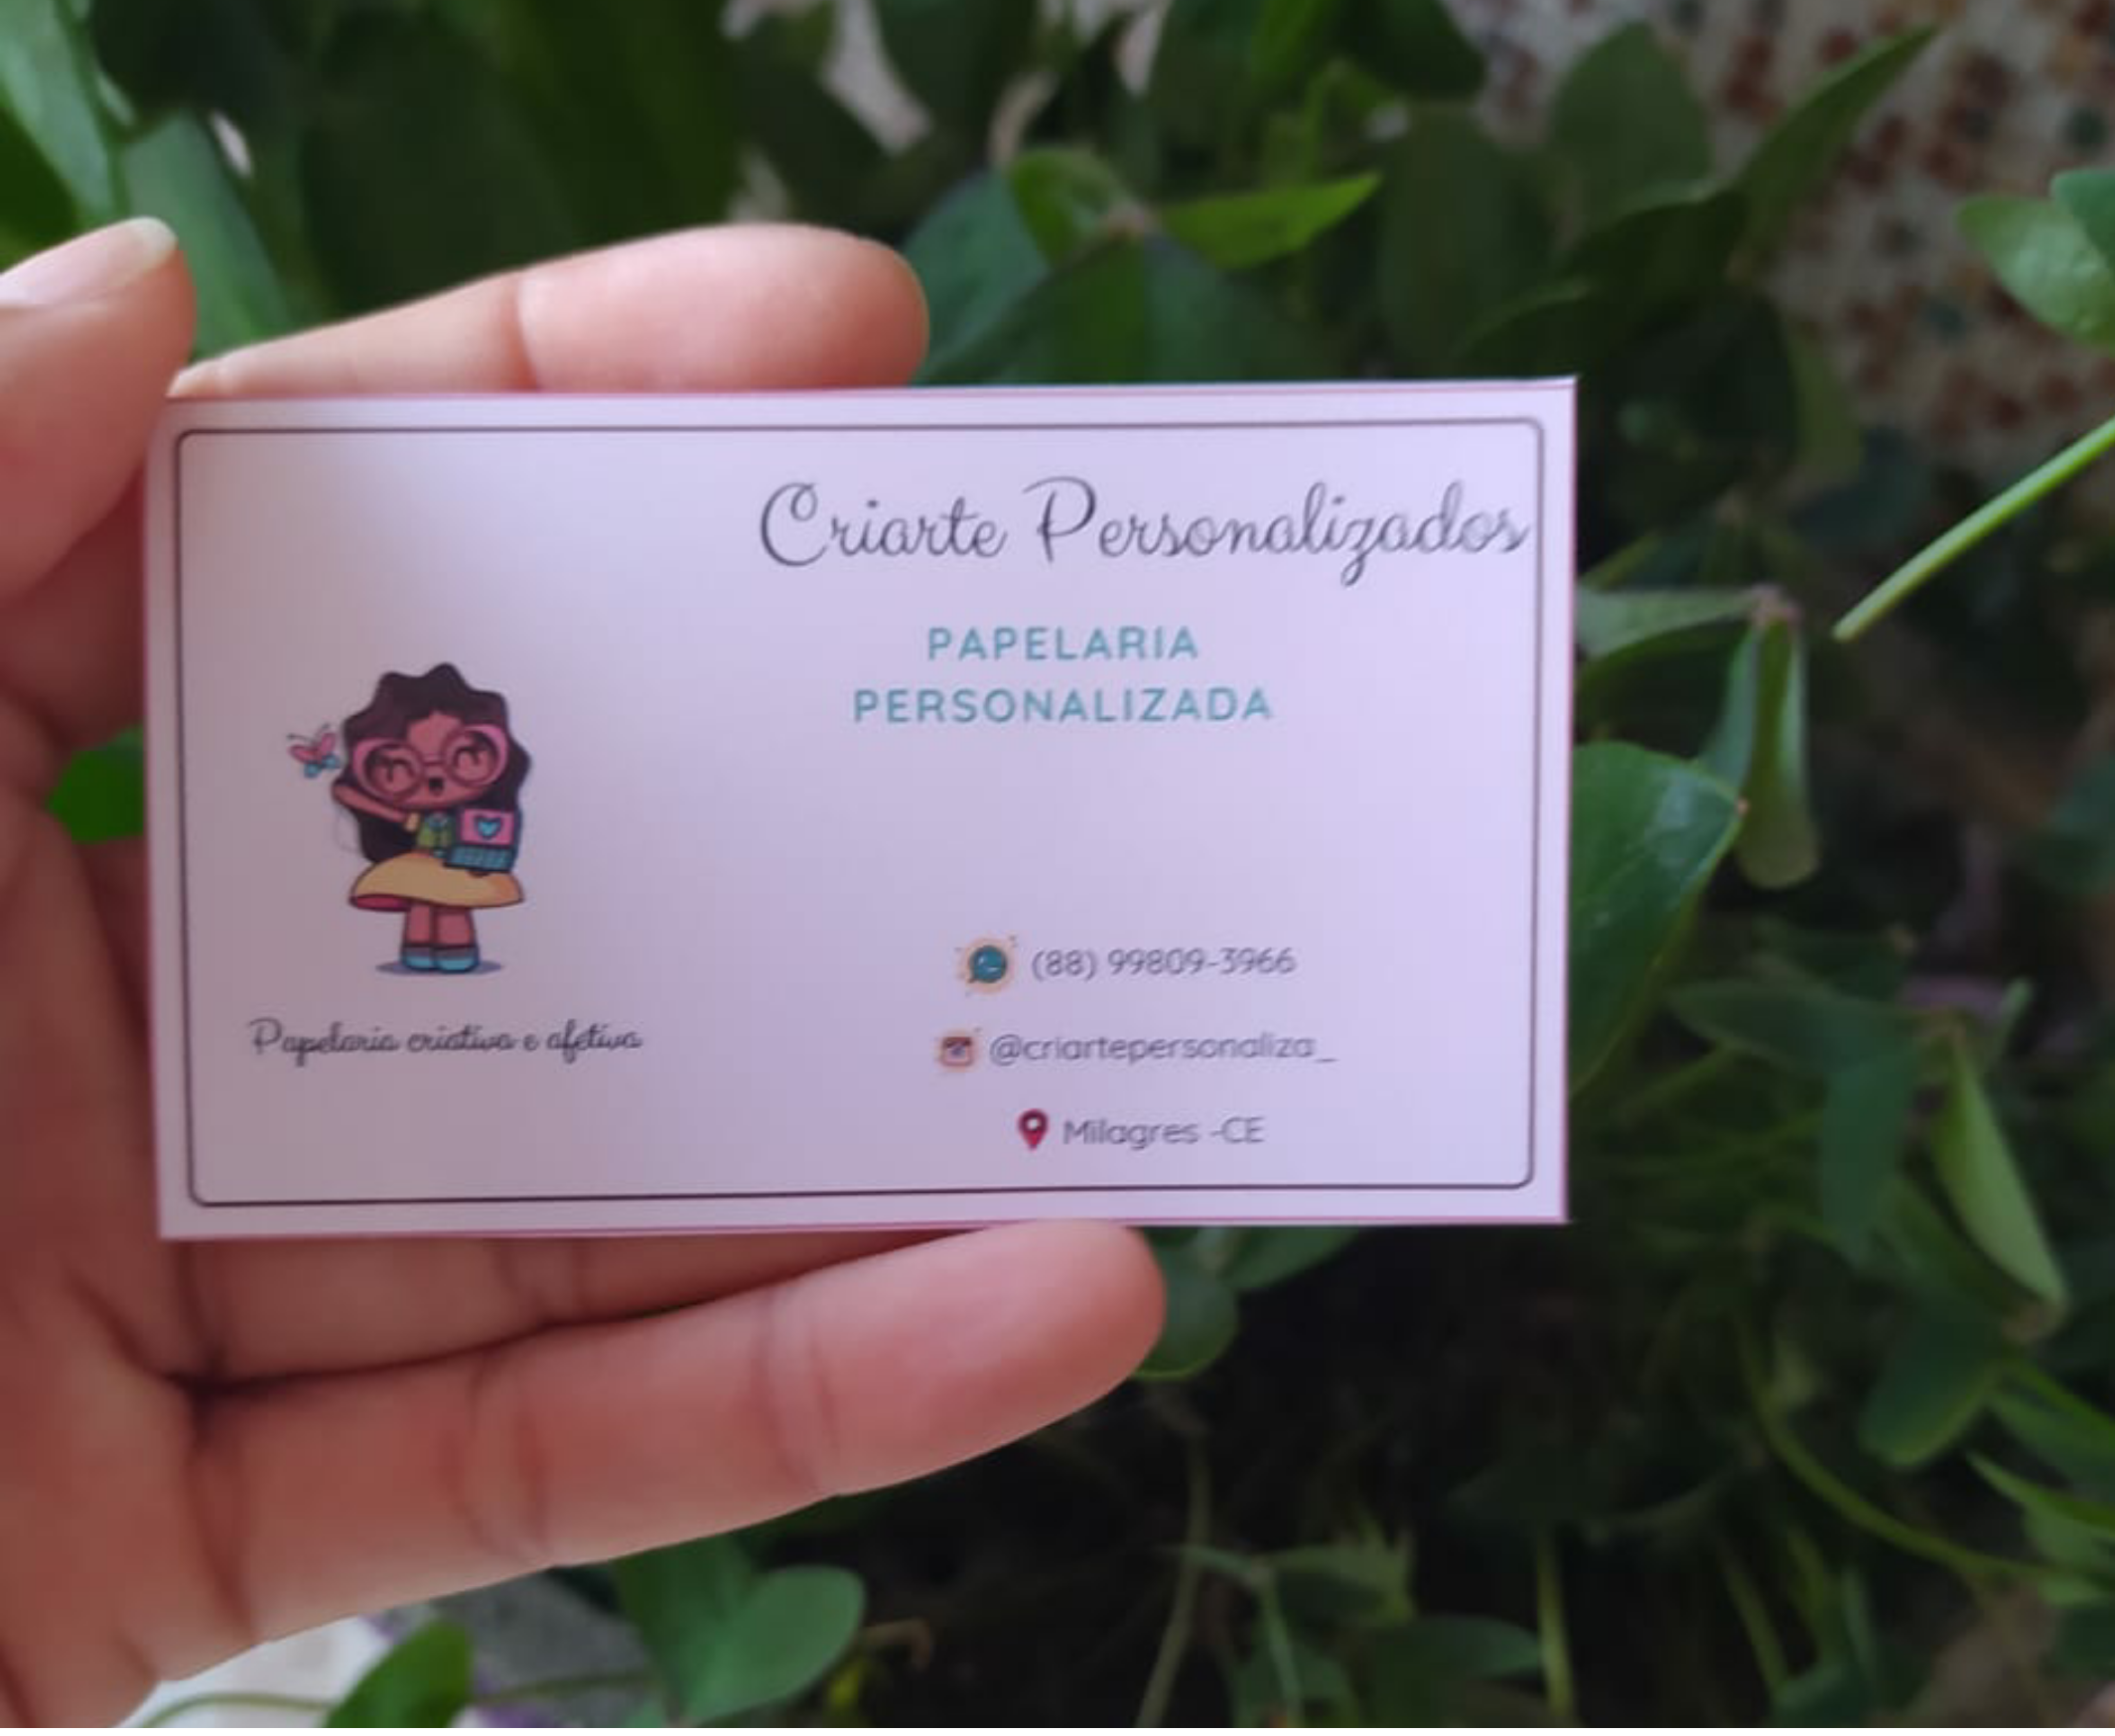 Criarte Personalizados
PAPELARIA
PERSONALIZADA
Papelaria criativa e afetiva
(88) 99809-3966
@criartepersonaliza_
Milagres -CE